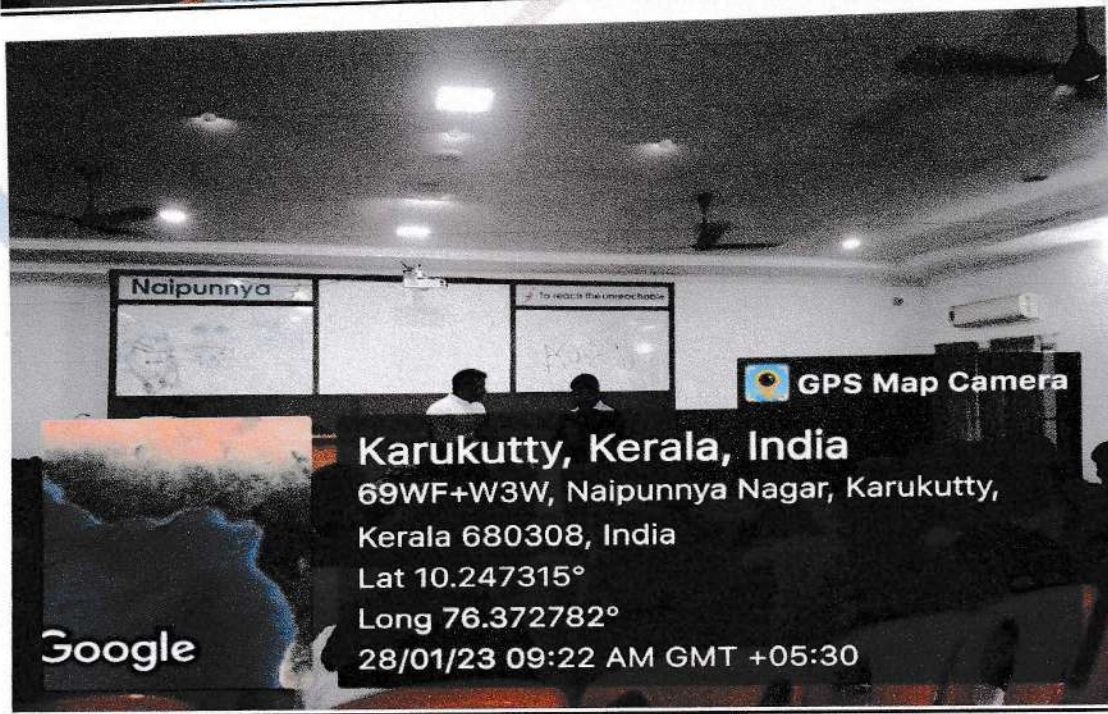 Naipunnya
To reach the unreachable
GPS Map Camera
Karukutty, Kerala, India
69WF+W3W, Naipunnya Nagar, Karukutty,
Kerala 680308, India
Lat 10.247315°
Long 76.372782°
28/01/23 09:22 AM GMT +05:30
Google